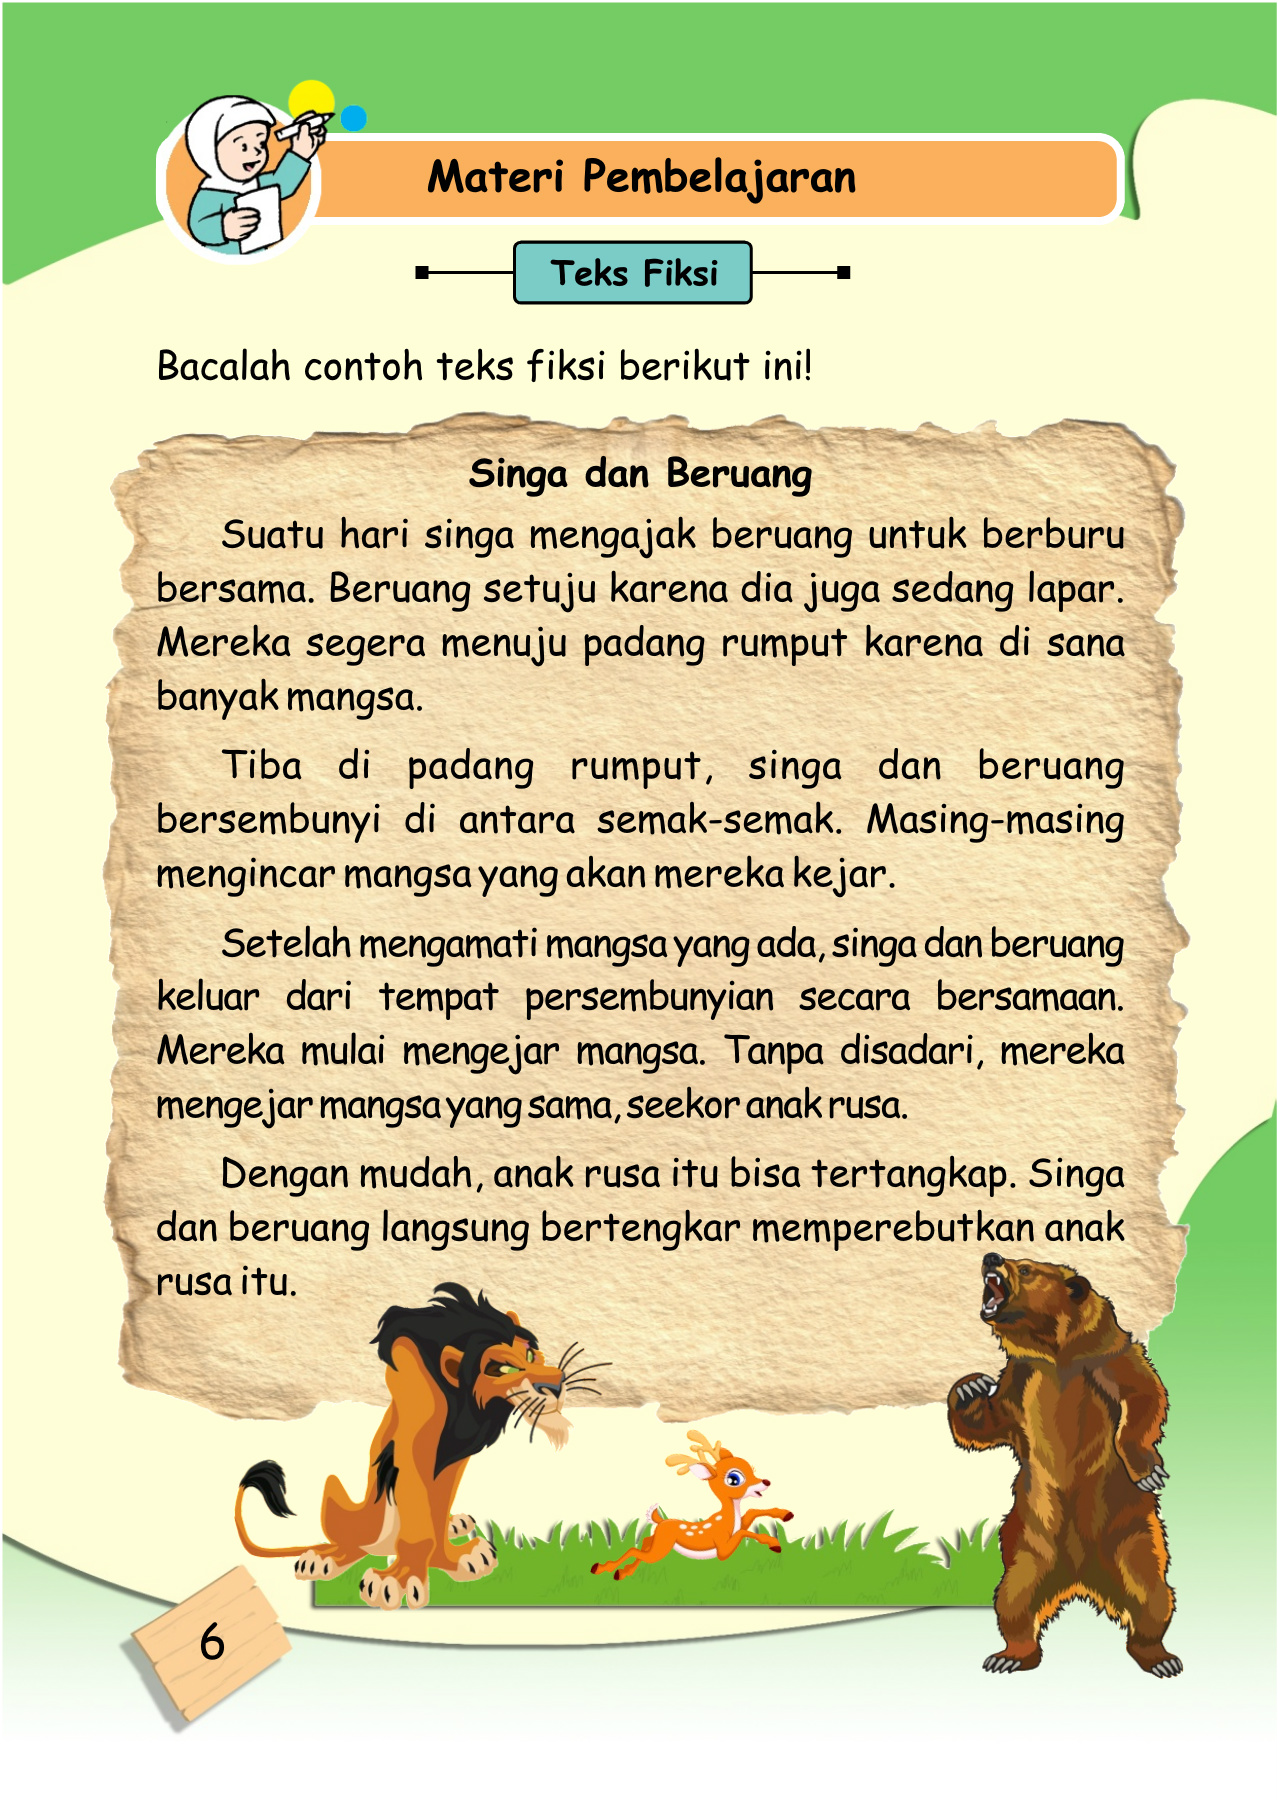 Materi Pembelajaran
Teks Fiksi
Bacalah contoh teks fiksi berikut ini!
Singa dan Beruang
Suatu hari singa mengajak beruang untuk berburu
bersama. Beruang setuju karena dia juga sedang lapar.
Mereka segera menuju padang rumput karena di sana
banyak mangsa.
Tiba di padang rumput, singa dan beruang
bersembunyi di antara semak-semak. Masing-masing
mengincar mangsa yang akan mereka kejar.
Setelah mengamati mangsa yang ada, singa dan beruang
keluar dari tempat persembunyian secara bersamaan.
Mereka mulai mengejar mangsa. Tanpa disadari, mereka
mengejar mangsa yang sama, seekor anak rusa.
Dengan mudah, anak rusa itu bisa tertangkap. Singa
dan beruang langsung bertengkar memperebutkan anak
rusa itu.
6